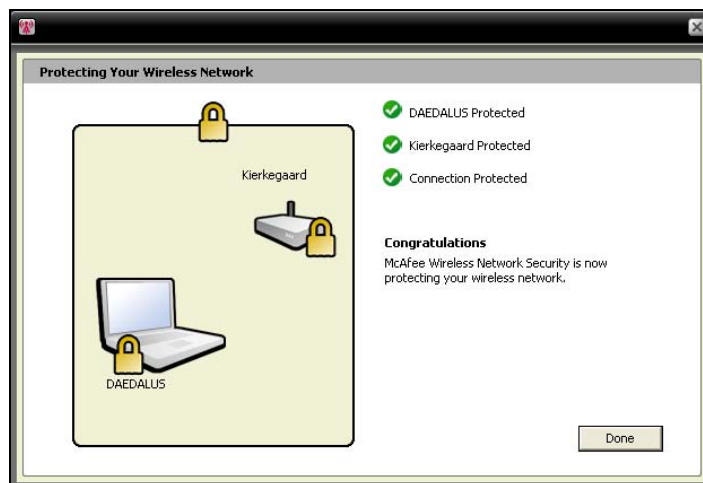 Protecting Your Wireless Network
Kierkegaard
DAEDALUS
DAEDALUS Protected
Kierkegaard Protected
Connection Protected
Congratulations
McAfee Wireless Network Security is now
protecting your wireless network.
Done